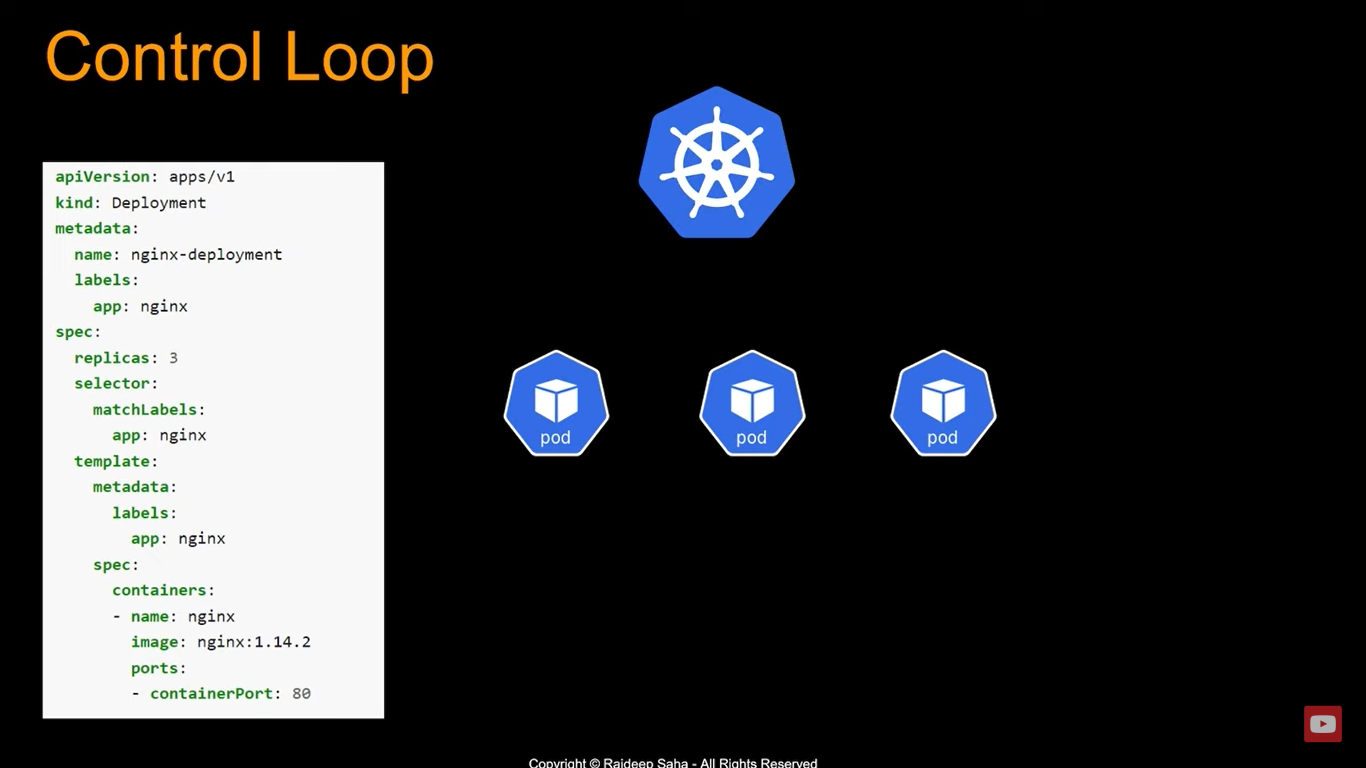 Control Loop
apiVersion: apps/v1
kind: Deployment
metadata:
  name: nginx-deployment
  labels:
    app: nginx
spec:
  replicas: 3
  selector:
    matchLabels:
      app: nginx
  template:
    metadata:
      labels:
        app: nginx
    spec:
      containers:
      - name: nginx
        image: nginx:1.14.2
        ports:
        - containerPort: 80
pod
pod
pod
Copyright © Rajdeep Saha - All Rights Reserved